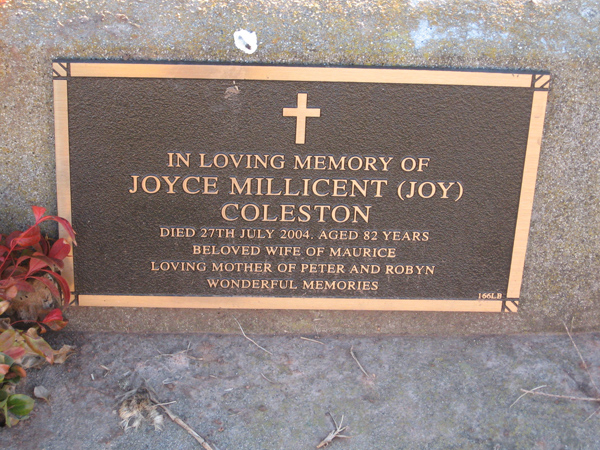 IN LOVING MEMORY OF
JOYCE MILLICENT (JOY)
COLESTON
DIED 27TH JULY 2004. AGED 82 YEARS
BELOVED WIFE OF MAURICE
LOVING MOTHER OF PETER AND ROBYN
WONDERFUL MEMORIES
166LB